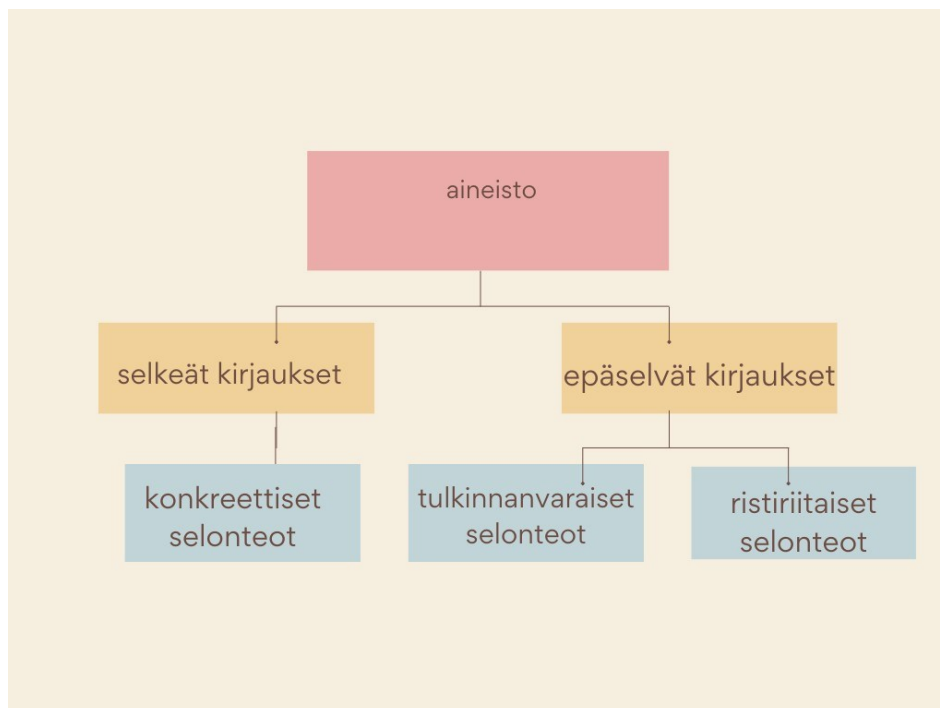 aineisto
selkeät kirjaukset
epäselvät kirjaukset
konkreettiset
selonteot
tulkinnanvaraiset
selonteot
ristiriitaiset
selonteot